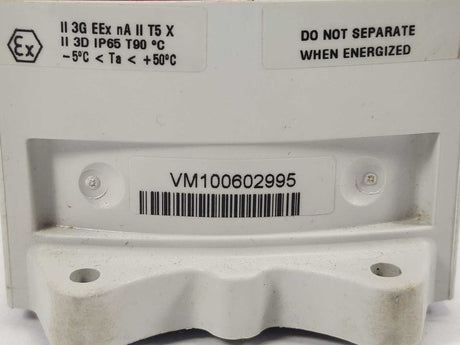 Ex
II 3G EEx nA II T5 X
II 3D IP65 T90 °C
-5°C < Ta < +50°C
DO NOT SEPARATE
WHEN ENERGIZED
VM100602995